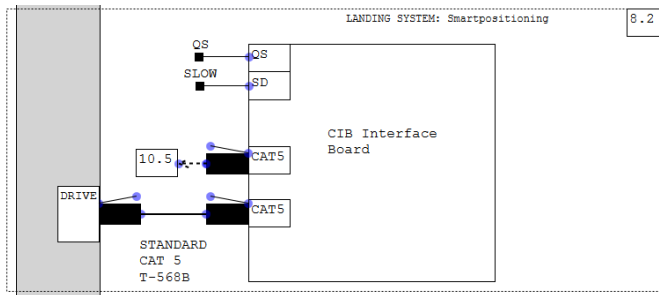 LANDING SYSTEM: Smartpositioning
8.2
QS
QS
SLOW
SD
CIB Interface
Board
10.5
CAT5
DRIVE
CAT5
STANDARD
CAT 5
T-568B